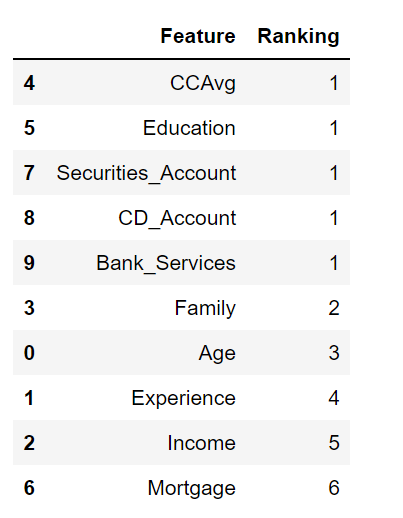 Feature Ranking
4 CCAvg 1
5 Education 1
7 Securities_Account 1
8 CD_Account 1
9 Bank_Services 1
3 Family 2
0 Age 3
1 Experience 4
2 Income 5
6 Mortgage 6